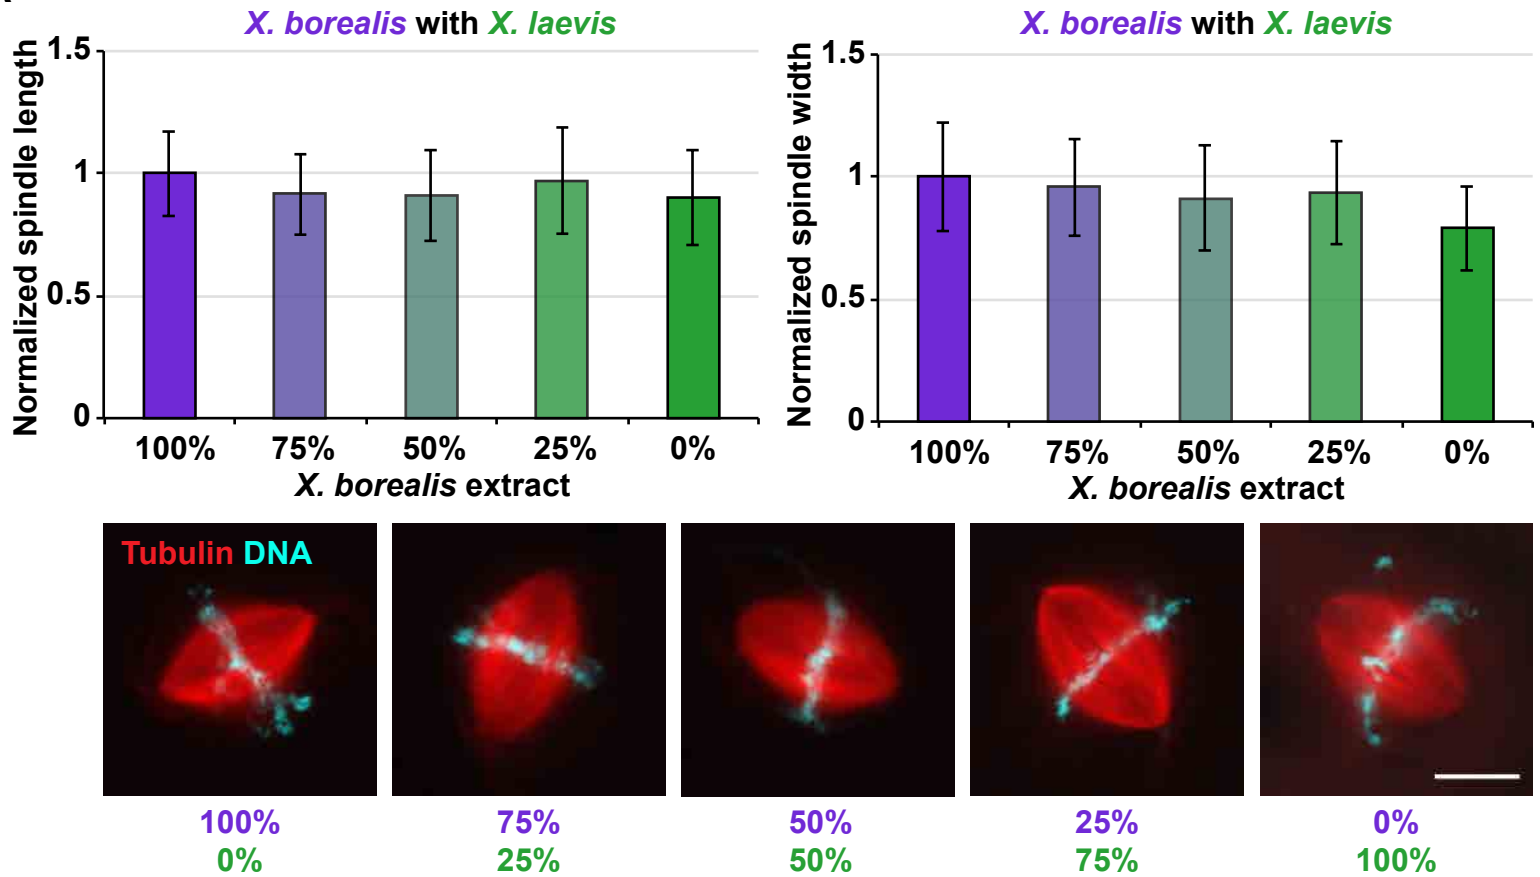 X. borealis with X. laevis
Normalized spindle length
1.5
1
0.5
0
100% 75% 50% 25% 0%
X. borealis extract
X. borealis with X. laevis
Normalized spindle width
1.5
1
0.5
0
100% 75% 50% 25% 0%
X. borealis extract
Tubulin DNA
100% 75% 50% 25% 0%
0% 25% 50% 75% 100%